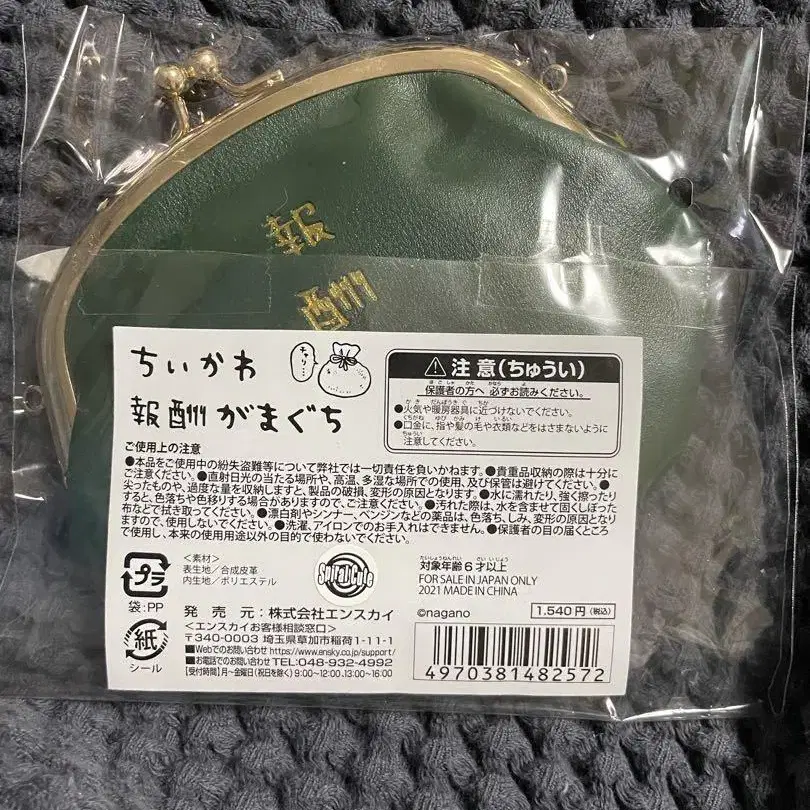 報酬
ちいかわ
チャリ…
報酬がまぐち
⚠注意(ちゅうい)
保護者の方へ 必ずお読みください。
●火気や暖房器具に近づけないでください。
●口金に、指や髪の毛や衣類などをはさまないように
注意してください。
ご使用上の注意
●本品をご使用中の紛失盗難等について弊社では一切責任を負いかねます。●貴重品収納の際は十分に
ご注意ください。●直射日光の当たる場所や、高温、多湿な場所での使用、及び保管は避けてください。●
尖ったものや、過度な量を収納しますと、製品の破損、変形の原因となります。●水に濡れたり、強く擦ったり
すると、色落ちや色移りする場合がありますので、ご注意ください。●汚れた際は、水を含ませて固くしぼった
布などで拭き取ってください。●漂白剤やシンナー、ベンジンなどの薬品は、色落ち、しみ、変形の原因となり
ますので、使用しないでください。●洗濯、アイロンでのお手入れはできません。●保護者の目の届くところ
で使用し、本来の使用用途以外の目的で使わないでください。
プラ
袋:PP
紙
シール
<素材>
表生地/合成皮革
内生地/ポリエステル
対象年齢6才以上
FOR SALE IN JAPAN ONLY
2021 MADE IN CHINA
発売元:株式会社エンスカイ
<エンスカイお客様相談窓口>
〒340-0003 埼玉県草加市稲荷1-11-1
■Webでのお問い合わせ https://www.ensky.co.jp/support/
■お電話でのお問い合わせ TEL:048-932-4992
【受付時間】月~金曜日(祝日を除く) 9:00~12:00、13:00~16:00
©nagano
1,540円(税込)
4970381482572